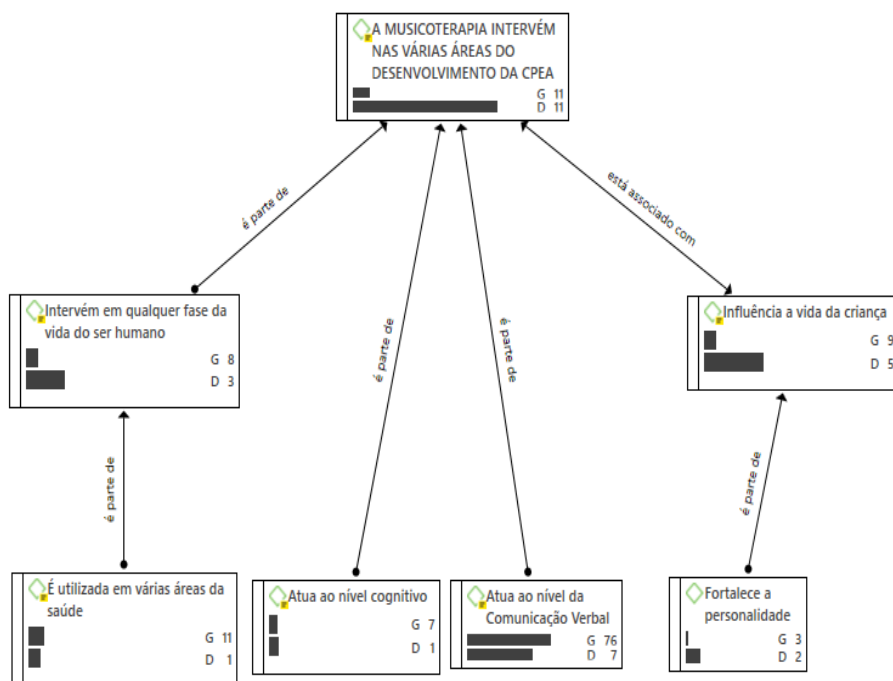 A MUSICOTERAPIA INTERVÉM
NAS VÁRIAS ÁREAS DO
DESENVOLVIMENTO DA CPEA
G 11
D 11
é parte de
é parte de
é parte de
está associado com
Intervém em qualquer fase da
vida do ser humano
G 8
D 3
Influência a vida da criança
G 9
D 5
é parte de
é parte de
É utilizada em várias áreas da
saúde
G 11
D 1
Atua ao nível cognitivo
G 7
D 1
Atua ao nível da
Comunicação Verbal
G 76
D 7
Fortalece a
personalidade
G 3
D 2